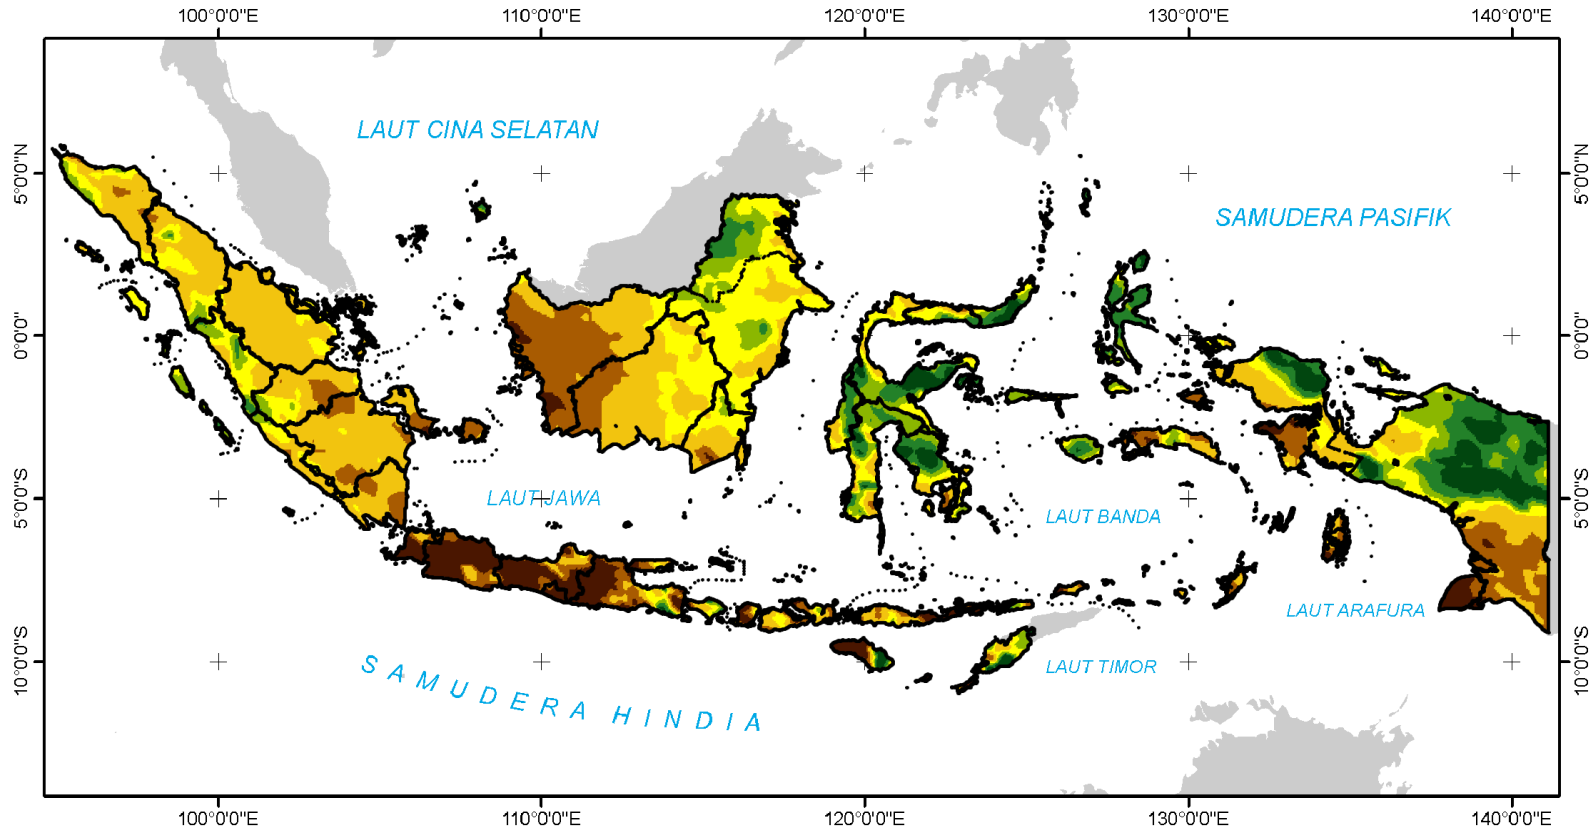 100°0'0"E 110°0'0"E 120°0'0"E 130°0'0"E 140°0'0"E
LAUT CINA SELATAN
5°0'0"N 5°0'0"N
SAMUDERA PASIFIK
0°0'0" 0°0'0"
LAUT JAWA
5°0'0"S 5°0'0"S
LAUT BANDA
LAUT ARAFURA
10°0'0"S 10°0'0"S
LAUT TIMOR
SAMUDERA HINDIA
100°0'0"E 110°0'0"E 120°0'0"E 130°0'0"E 140°0'0"E